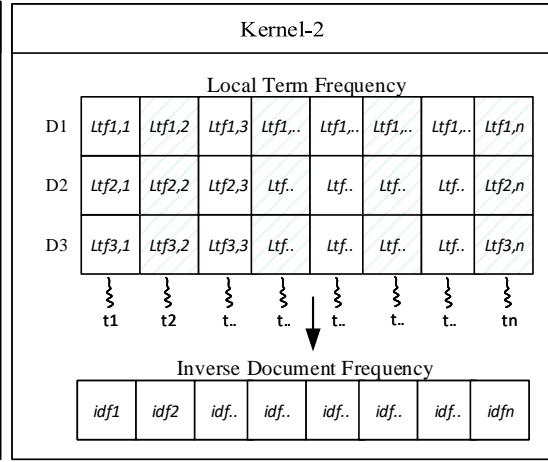 Kernel-2
Local Term Frequency
D1 Ltf1,1 Ltf1,2 Ltf1,3 Ltf1,.. Ltf1,.. Ltf1,.. Ltf1,.. Ltf1,n
D2 Ltf2,1 Ltf2,2 Ltf2,3 Ltf.. Ltf.. Ltf.. Ltf.. Ltf2,n
D3 Ltf3,1 Ltf3,2 Ltf3,3 Ltf.. Ltf.. Ltf.. Ltf.. Ltf3,n
t1 t2 t.. t.. t.. t.. t.. tn
Inverse Document Frequency
idf1 idf2 idf.. idf.. idf.. idf.. idf.. idfn